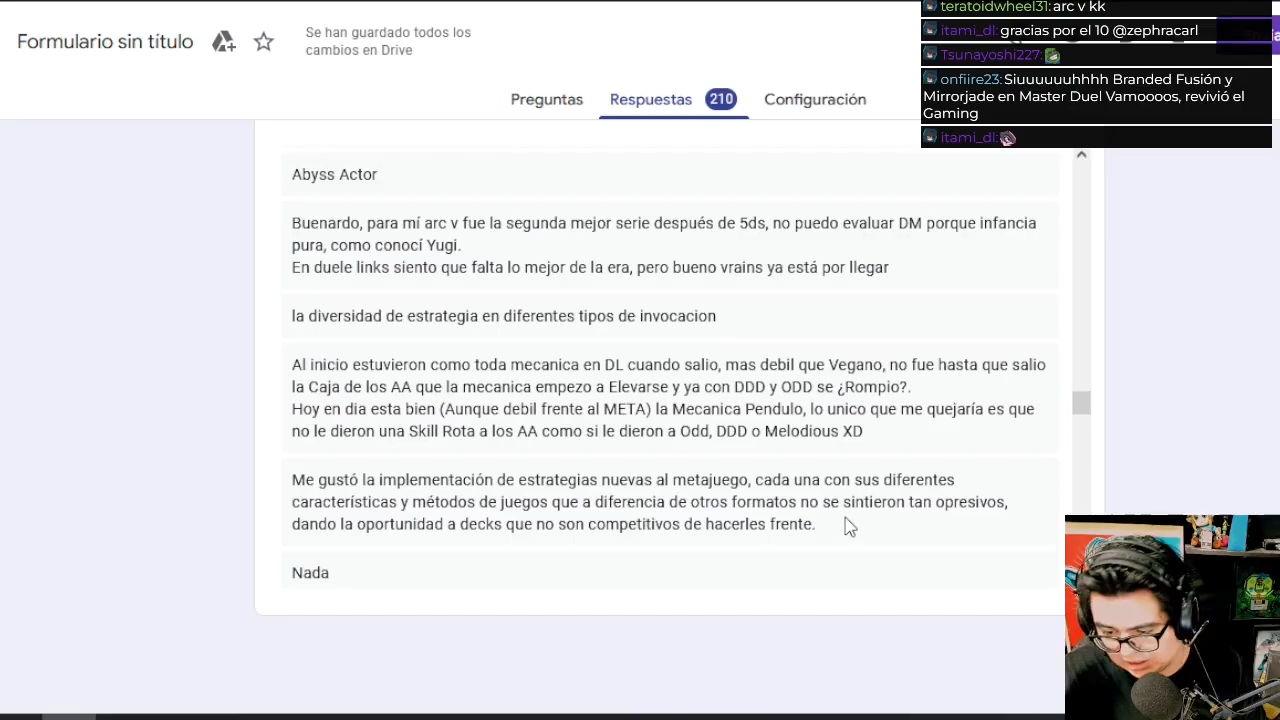 Formulario sin título
Se han guardado todos los
cambios en Drive
Preguntas
Respuestas
210
Configuración
teratoidwheel31: arc v kk
itami_dl: gracias por el 10 @zephracarl
Tsunayoshi227:
onfiire23: Siuuuuuuhhhh Branded Fusión y
Mirrorjade en Master Duel Vamoooos, revivió el
Gaming
itami_dl:
Abyss Actor
Buenardo, para mí arc v fue la segunda mejor serie después de 5ds, no puedo evaluar DM porque infancia
pura, como conocí Yugi.
En duele links siento que falta lo mejor de la era, pero bueno vrains ya está por llegar
la diversidad de estrategia en diferentes tipos de invocacion
Al inicio estuvieron como toda mecanica en DL cuando salio, mas debil que Vegano, no fue hasta que salio
la Caja de los AA que la mecanica empezo a Elevarse y ya con DDD y ODD se ¿Rompio?.
Hoy en dia esta bien (Aunque debil frente al META) la Mecanica Pendulo, lo unico que me quejaría es que
no le dieron una Skill Rota a los AA como si le dieron a Odd, DDD o Melodious XD
Me gustó la implementación de estrategias nuevas al metajuego, cada una con sus diferentes
características y métodos de juegos que a diferencia de otros formatos no se sintieron tan opresivos,
dando la oportunidad a decks que no son competitivos de hacerles frente.
Nada